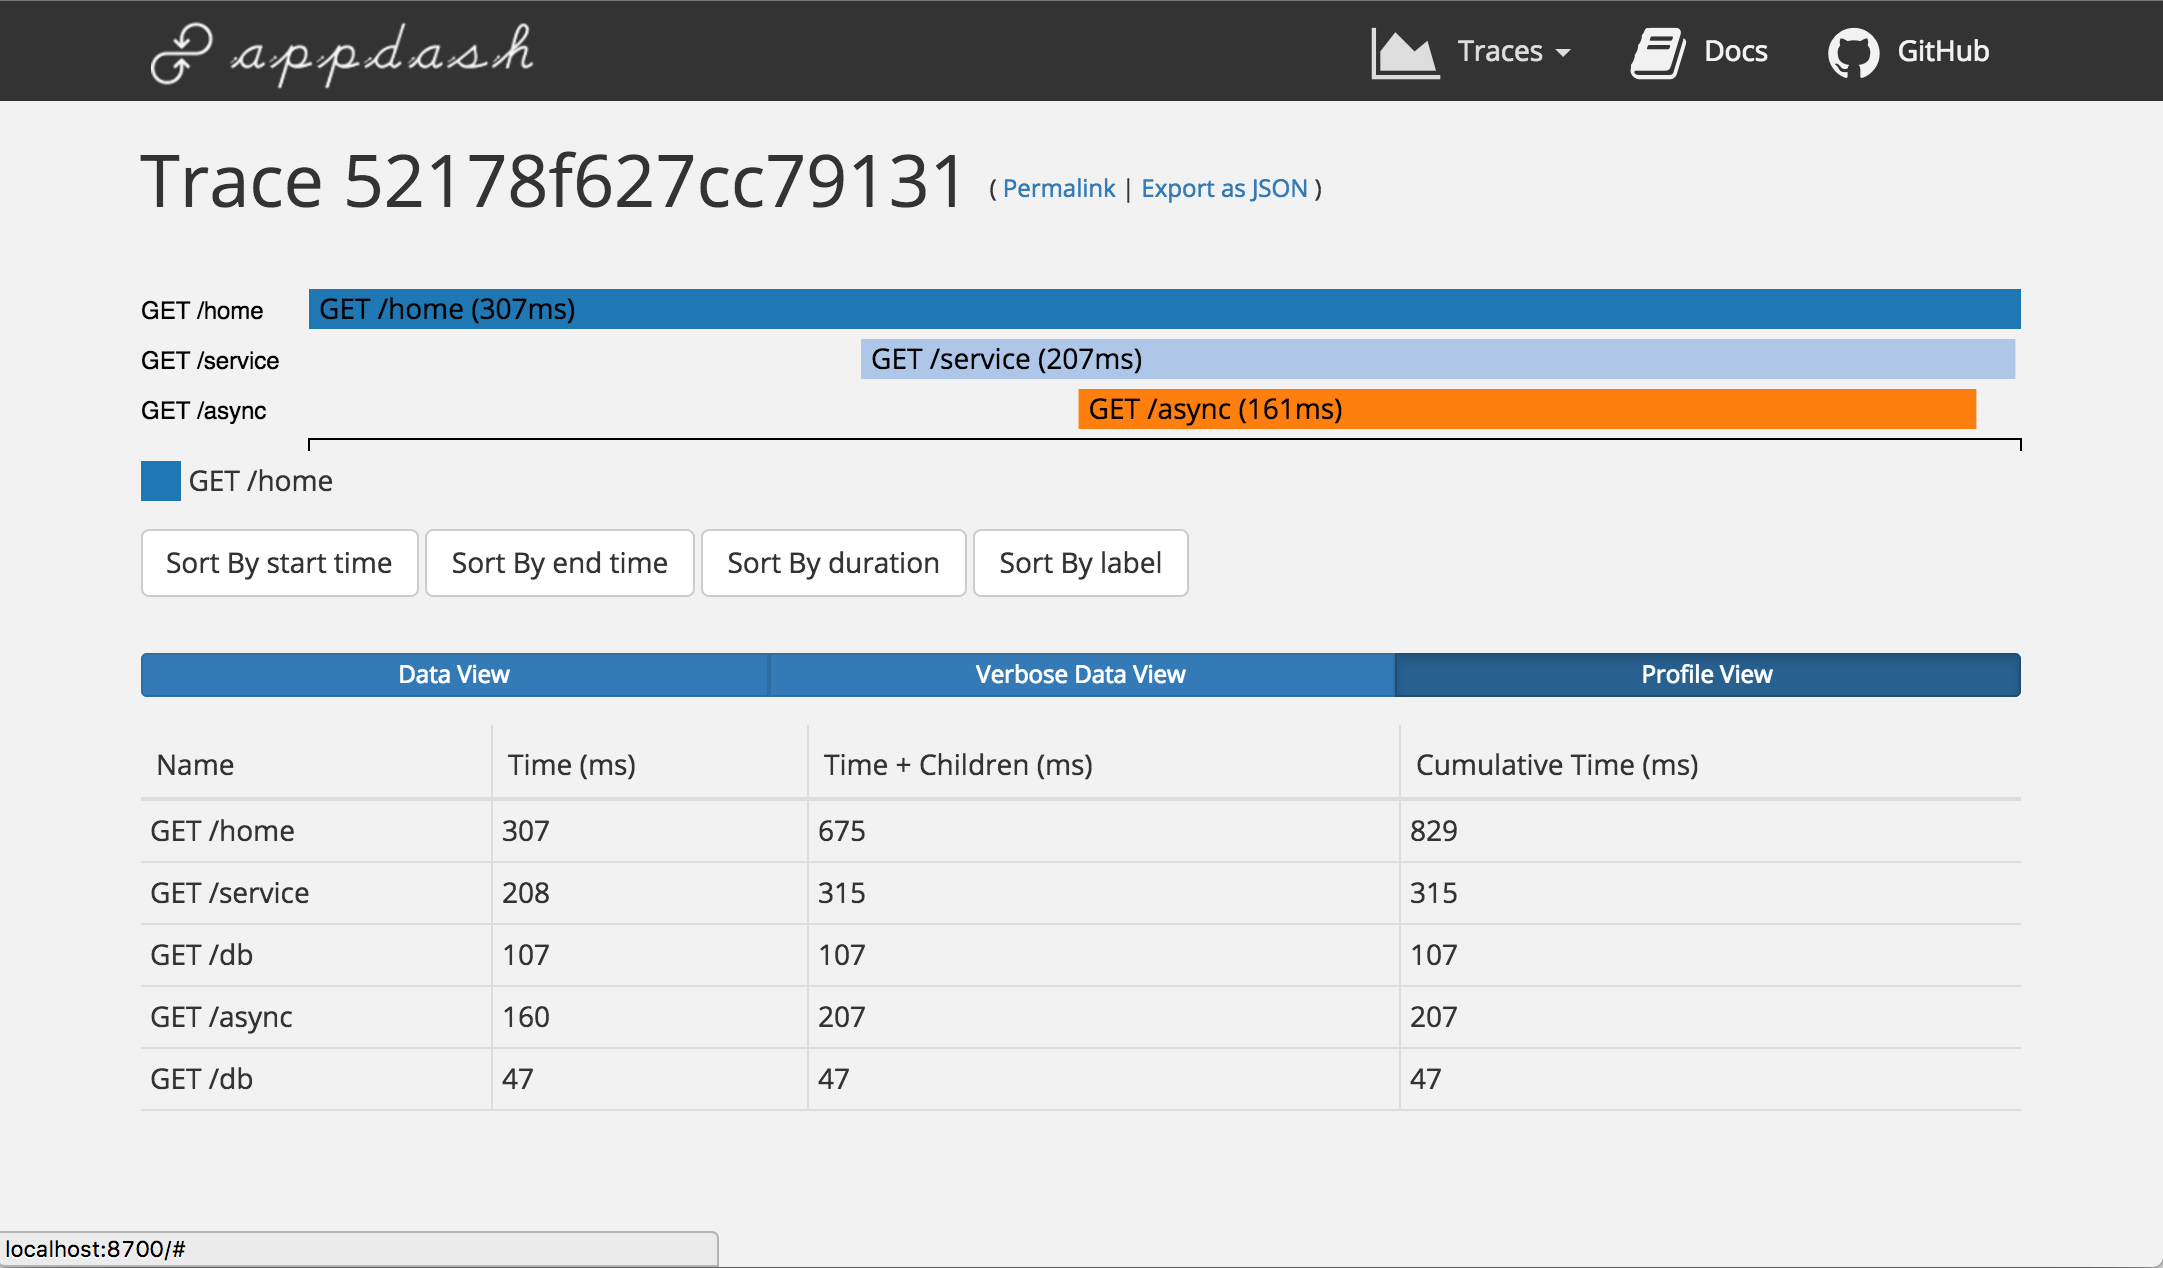 appdash Traces Docs GitHub
Trace 52178f627cc79131 ( Permalink | Export as JSON )
GET /home GET /home (307ms)
GET /service GET /service (207ms)
GET /async GET /async (161ms)
GET /home
Sort By start time Sort By end time Sort By duration Sort By label
Data View Verbose Data View Profile View
Name Time (ms) Time + Children (ms) Cumulative Time (ms)
GET /home 307 675 829
GET /service 208 315 315
GET /db 107 107 107
GET /async 160 207 207
GET /db 47 47 47
localhost:8700/#